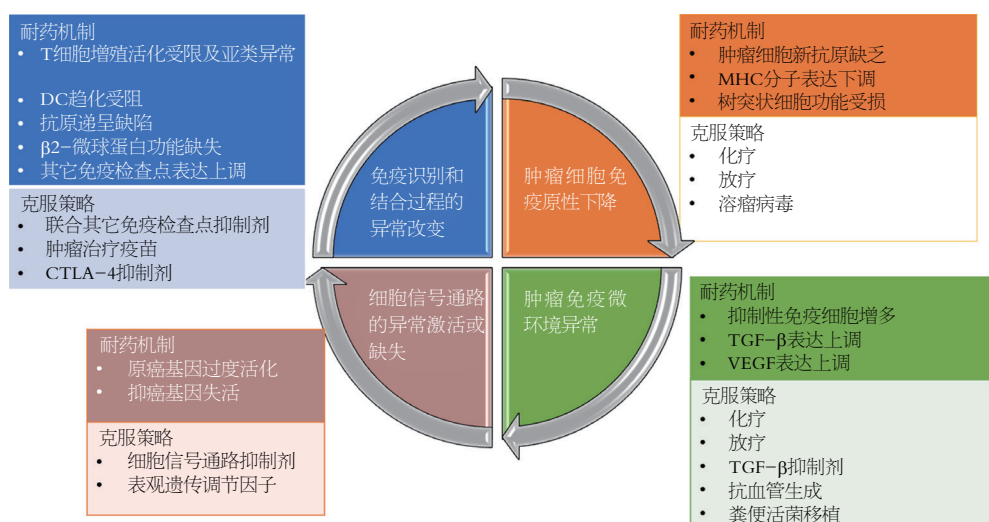 耐药机制
• T细胞增殖活化受限及亚类异常
• DC趋化受阻
• 抗原递呈缺陷
• β2-微球蛋白功能缺失
• 其它免疫检查点表达上调
克服策略
• 联合其它免疫检查点抑制剂
• 肿瘤治疗疫苗
• CTLA-4抑制剂
耐药机制
• 肿瘤细胞新抗原缺乏
• MHC分子表达下调
• 树突状细胞功能受损
克服策略
• 化疗
• 放疗
• 溶瘤病毒
免疫识别和
结合过程的
异常改变
肿瘤细胞免
疫原性下降
细胞信号通路
的异常激活或
缺失
肿瘤免疫微
环境异常
耐药机制
• 原癌基因过度活化
• 抑癌基因失活
克服策略
• 细胞信号通路抑制剂
• 表观遗传调节因子
耐药机制
• 抑制性免疫细胞增多
• TGF-β表达上调
• VEGF表达上调
克服策略
• 化疗
• 放疗
• TGF-β抑制剂
• 抗血管生成
• 粪便活菌移植